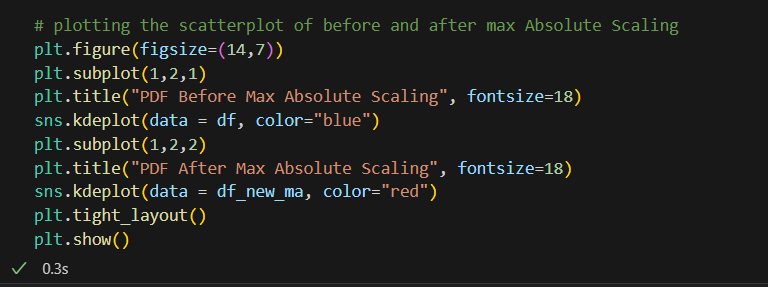 # plotting the scatterplot of before and after max Absolute Scaling
plt.figure(figsize=(14,7))
plt.subplot(1,2,1)
plt.title("PDF Before Max Absolute Scaling", fontsize=18)
sns.kdeplot(data = df, color="blue")
plt.subplot(1,2,2)
plt.title("PDF After Max Absolute Scaling", fontsize=18)
sns.kdeplot(data = df_new_ma, color="red")
plt.tight_layout()
plt.show()
0.3s